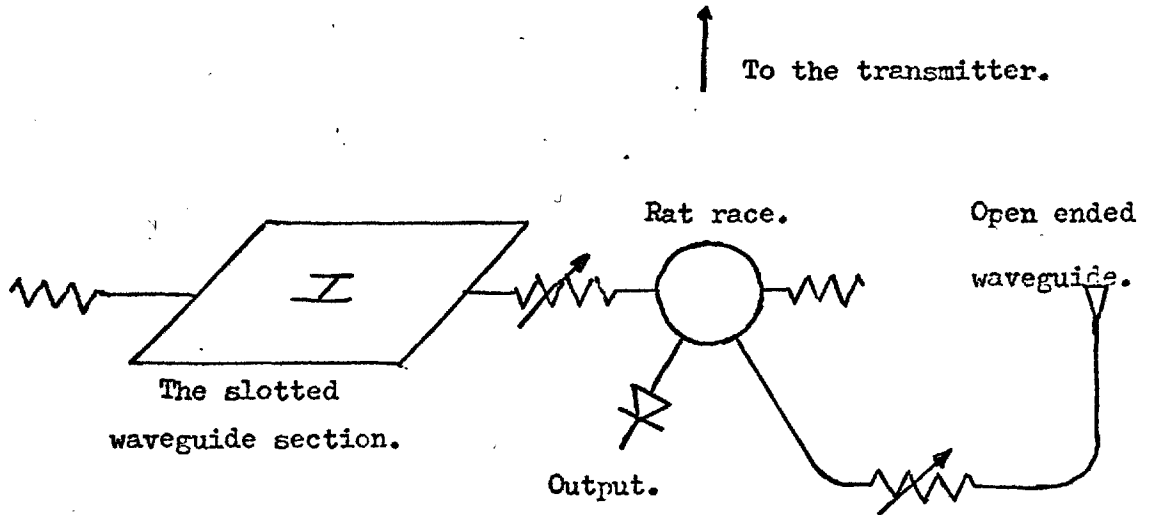 To the transmitter.
Rat race.
Open ended
waveguide.
The slotted
waveguide section.
Output.